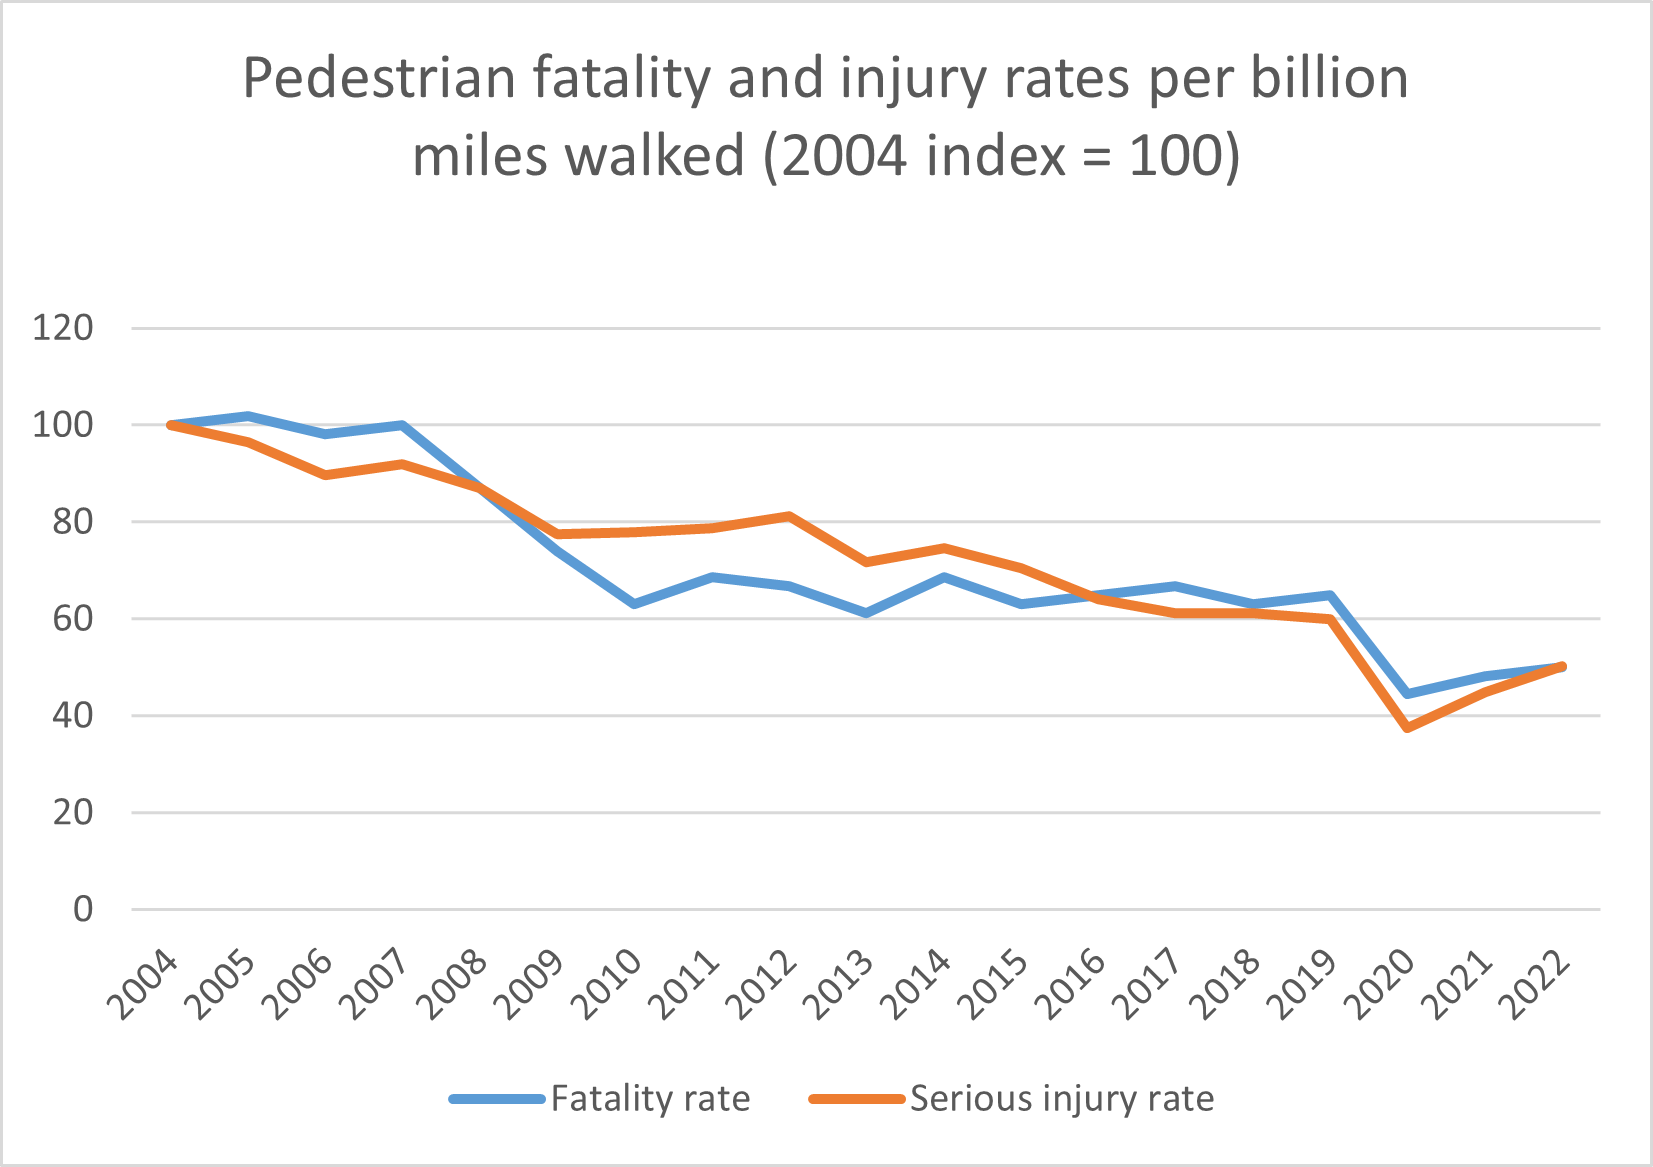 Pedestrian fatality and injury rates per billion
miles walked (2004 index = 100)
120
100
80
60
40
20
0
2004 2005 2006 2007 2008 2009 2010 2011 2012 2013 2014 2015 2016 2017 2018 2019 2020 2021 2022
Fatality rate Serious injury rate